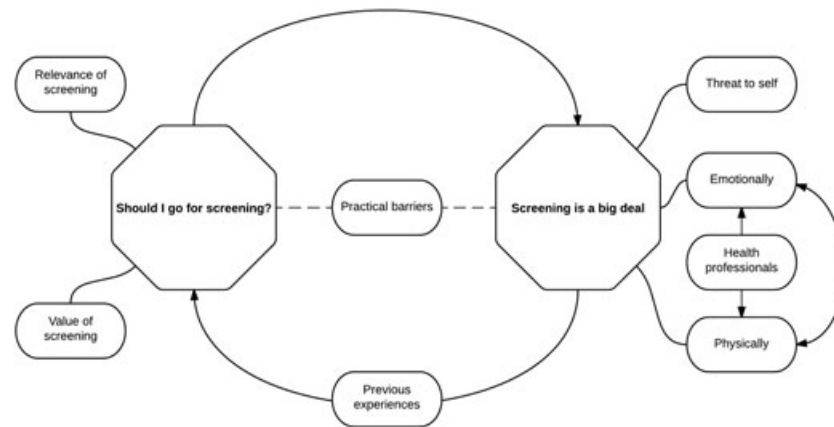 Relevance of
screening
Threat to self
Should I go for screening?
Practical barriers
Screening is a big deal
Emotionally
Health
professionals
Value of
screening
Physically
Previous
experiences